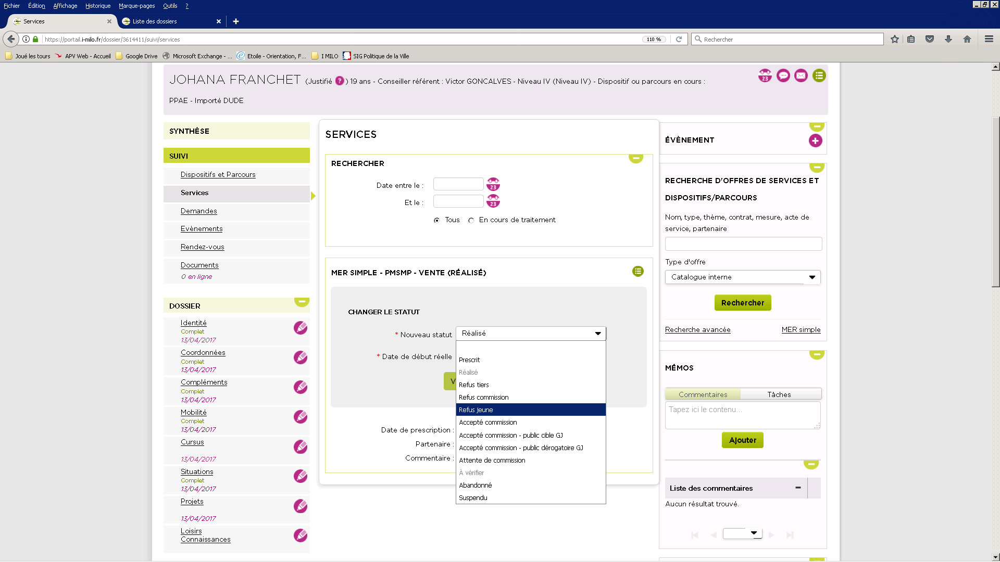 Fichier Édition Affichage Historique Marque-pages Outils ?
Services
Liste des dossiers
https://portail.i-milo.fr/dossier/3614411/suivi/services
110 %
Rechercher
Joué les tours
APV Web - Accueil
Google Drive
Microsoft Exchange - ...
Etoile - Orientation, F...
I MILO
SIG Politique de la Ville
JOHANA FRANCHET (Justifié ? ) 19 ans - Conseiller référent : Victor GONCALVES - Niveau IV (Niveau IV) - Dispositif ou parcours en cours :
PPAE - Importé DUDE
23
SYNTHÈSE
SUIVI
Dispositifs et Parcours
Services
Demandes
Evènements
Rendez-vous
Documents
0 en ligne
DOSSIER
Identité
Complet
13/04/2017
Coordonnées
Complet
13/04/2017
Compléments
Complet
13/04/2017
Mobilité
Complet
13/04/2017
Cursus
13/04/2017
Situations
Complet
13/04/2017
Projets
13/04/2017
Loisirs
Connaissances
SERVICES
RECHERCHER
Date entre le :
23
Et le :
23
Tous
En cours de traitement
MER SIMPLE - PMSMP - VENTE (RÉALISÉ)
CHANGER LE STATUT
* Nouveau statut
Réalisé
* Date de début réelle
V
Prescrit
Réalisé
Refus tiers
Refus commission
Refus jeune
Accepté commission
Accepté commission - public cible GJ
Accepté commission - public dérogatoire GJ
Attente de commission
À vérifier
Abandonné
Suspendu
Date de prescription :
Partenaire :
Commentaire :
ÉVÈNEMENT
RECHERCHE D'OFFRES DE SERVICES ET
DISPOSITIFS/PARCOURS
Nom, type, thème, contrat, mesure, acte de
service, partenaire
Type d'offre
Catalogue interne
Rechercher
Recherche avancée
MER simple
MÉMOS
Commentaires
Tâches
Tapez ici le contenu...
Ajouter
Liste des commentaires
Aucun résultat trouvé.